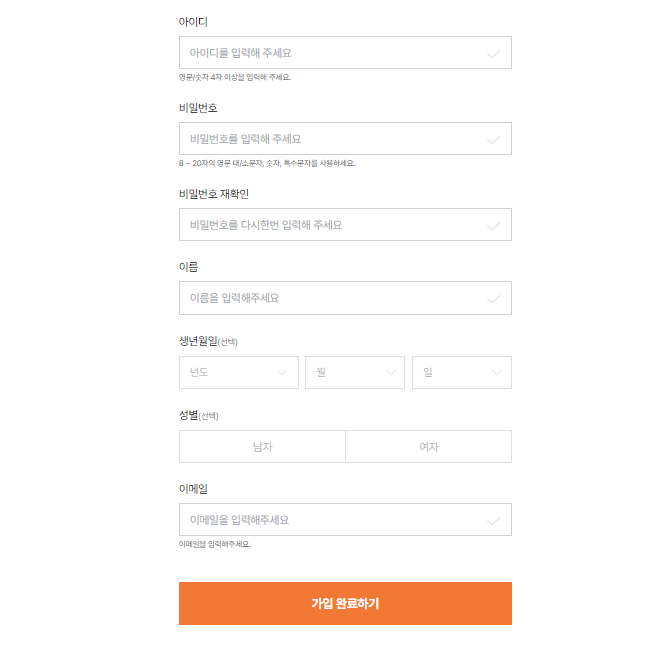 아이디
아이디를 입력해 주세요
영문/숫자 4자 이상을 입력해 주세요.
비밀번호
비밀번호를 입력해 주세요
8 ~ 20자의 영문 대/소문자, 숫자, 특수문자를 사용하세요.
비밀번호 재확인
비밀번호를 다시한번 입력해 주세요
이름
이름을 입력해주세요
생년월일(선택)
년도 월 일
성별(선택)
남자 여자
이메일
이메일을 입력해주세요
이메일을 입력해주세요.
가입 완료하기